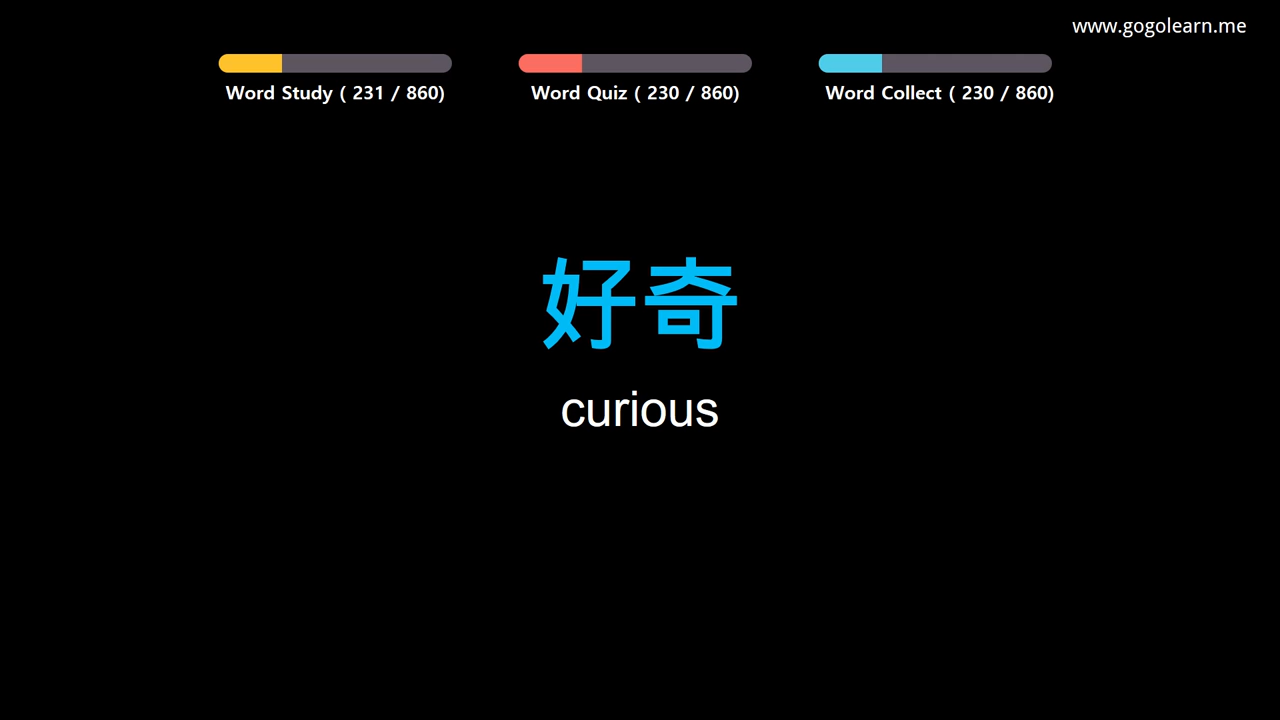 www.gogolearn.me
Word Study ( 231 / 860)
Word Quiz ( 230 / 860)
Word Collect ( 230 / 860)
好奇
curious